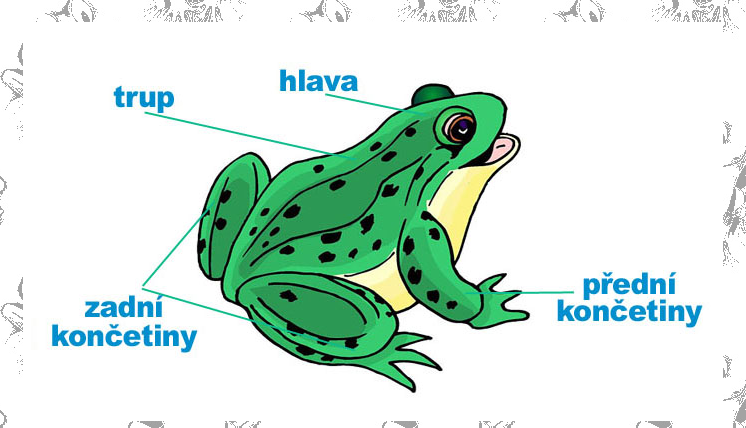 hlava
trup
zadní
končetiny
přední
končetiny